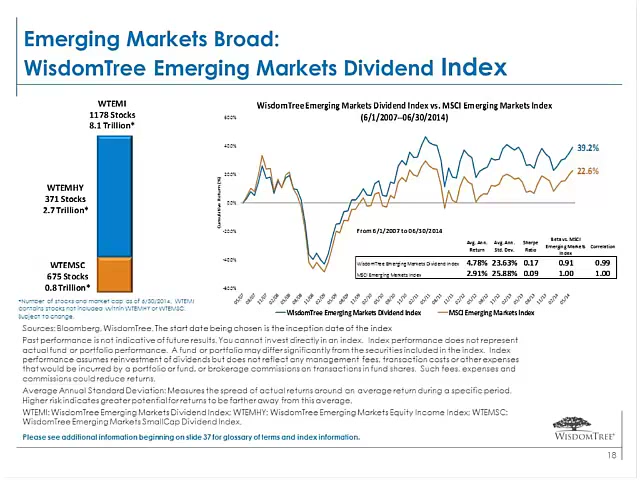 Emerging Markets Broad:
WisdomTree Emerging Markets Dividend Index
WTEMI
1178 Stocks
8.1 Trillion*
WTEMHY
371 Stocks
2.7 Trillion*
WTEMSC
675 Stocks
0.8 Trillion*
*Number of stocks and market cap as of 6/30/2014. WTEMI
contains stocks not included within WTEMHY or WTEMSC.
Subject to change.
WisdomTree Emerging Markets Dividend Index vs. MSCI Emerging Markets Index
(6/1/2007--06/30/2014)
Cumulative Return (%)
60.0%
40.0%
20.0%
0.0%
-20.0%
-40.0%
-60.0%
39.2%
22.6%
From 6/1/2007 to 06/30/2014
Avg. Ann. Return Avg. Ann. Std. Dev. Sharpe Ratio Beta vs. MSCI Emerging Markets Index Correlation
WisdomTree Emerging Markets Dividend Index 4.78% 23.63% 0.17 0.91 0.99
MSCI Emerging Markets Index 2.91% 25.88% 0.09 1.00 1.00
WisdomTree Emerging Markets Dividend Index MSCI Emerging Markets Index
Sources: Bloomberg, WisdomTree. The start date being chosen is the inception date of the index
Past performance is not indicative of future results. You cannot invest directly in an index. Index performance does not represent
actual fund or portfolio performance. A fund or portfolio may differ significantly from the securities included in the index. Index
performance assumes reinvestment of dividends but does not reflect any management fees, transaction costs or other expenses
that would be incurred by a portfolio or fund, or brokerage commissions on transactions in fund shares. Such fees, expenses and
commissions could reduce returns.
Average Annual Standard Deviation: Measures the spread of actual returns around an average return during a specific period.
Higher risk indicates greater potential for returns to be farther away from this average.
WTEMI: WisdomTree Emerging Markets Dividend Index; WTEMHY: WisdomTree Emerging Markets Equity Income Index; WTEMSC:
WisdomTree Emerging Markets SmallCap Dividend Index.
Please see additional information beginning on slide 37 for glossary of terms and index information.
WISDOMTREE
18